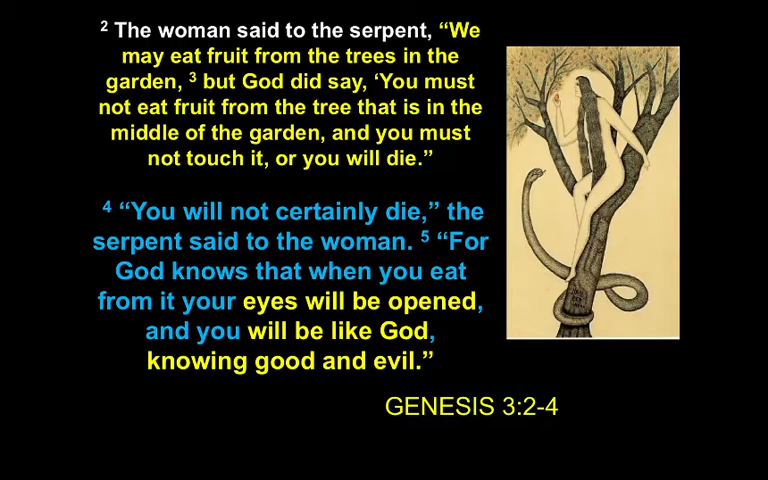 2 The woman said to the serpent, “We
may eat fruit from the trees in the
garden, 3 but God did say, ‘You must
not eat fruit from the tree that is in the
middle of the garden, and you must
not touch it, or you will die.”
4 “You will not certainly die,” the
serpent said to the woman. 5 “For
God knows that when you eat
from it your eyes will be opened,
and you will be like God,
knowing good and evil.”
GENESIS 3:2-4